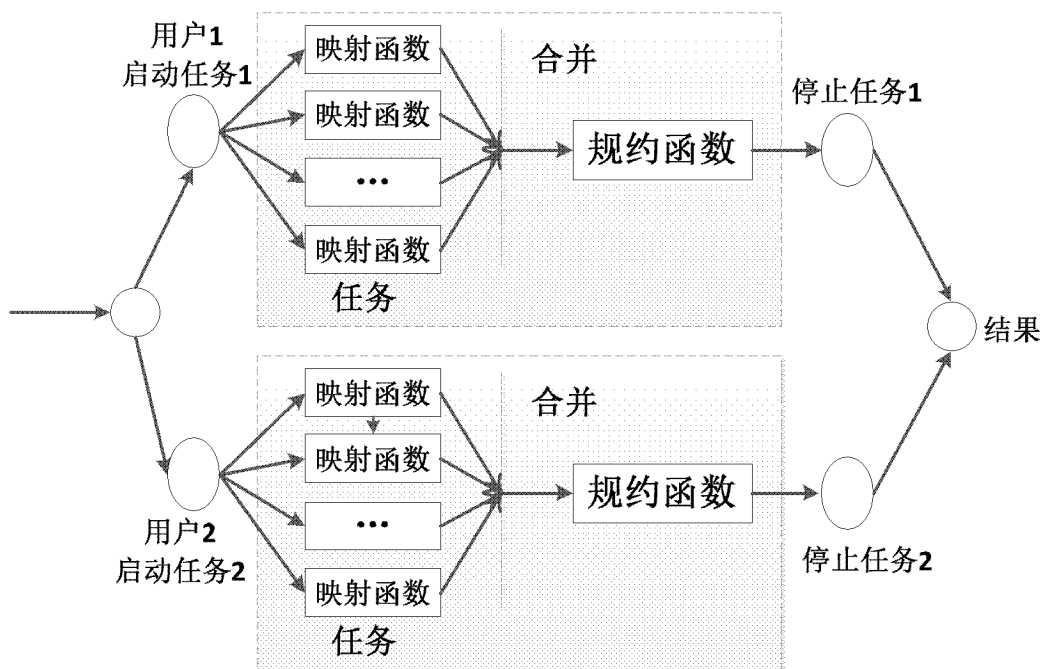 用户1
启动任务1
映射函数
映射函数
...
映射函数
任务
合并
规约函数
停止任务1
结果
用户2
启动任务2
映射函数
映射函数
...
映射函数
任务
合并
规约函数
停止任务2